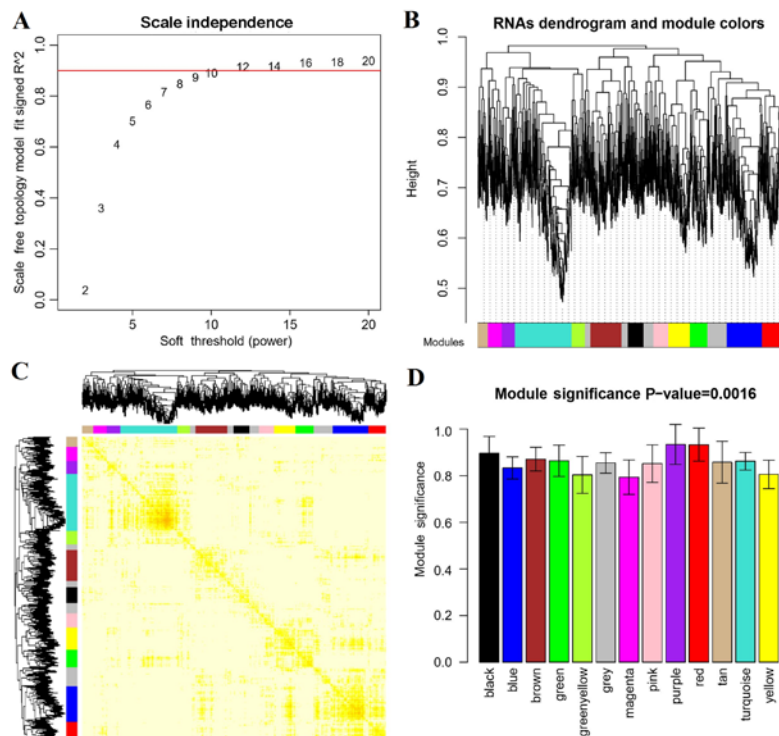 A
Scale independence
Scale free topology model fit signed R^2
1.0
0.8
0.6
0.4
0.2
0.0
2
3
4
5
6
7
8
9
10
12
14
16
18
20
5
10
15
20
Soft threshold (power)
B
RNAs dendrogram and module colors
Height
1.0
0.9
0.8
0.7
0.6
0.5
Modules
C
D
Module significance P-value=0.0016
Module significance
1.0
0.8
0.6
0.4
0.2
0.0
black
blue
brown
green
greenyellow
grey
magenta
pink
purple
red
tan
turquoise
yellow